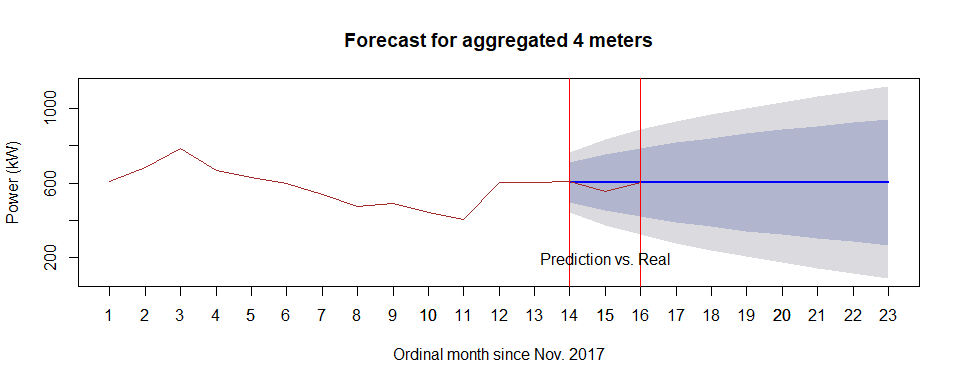 Forecast for aggregated 4 meters
Power (kW)
1000
600
200
Prediction vs. Real
1 2 3 4 5 6 7 8 9 10 11 12 13 14 15 16 17 18 19 20 21 22 23
Ordinal month since Nov. 2017